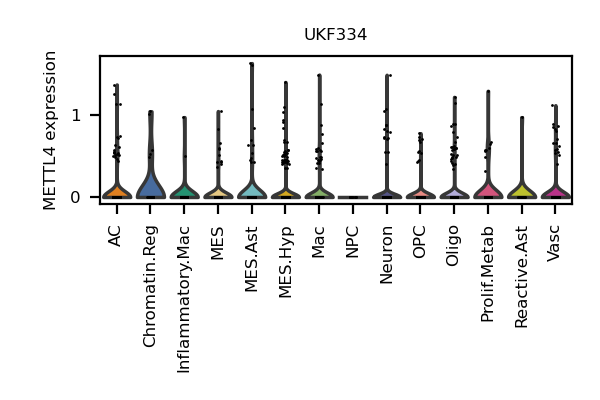 UKF334
METTL4 expression
1
0
AC
Chromatin.Reg
Inflammatory.Mac
MES
MES.Ast
MES.Hyp
Mac
NPC
Neuron
OPC
Oligo
Prolif.Metab
Reactive.Ast
Vasc